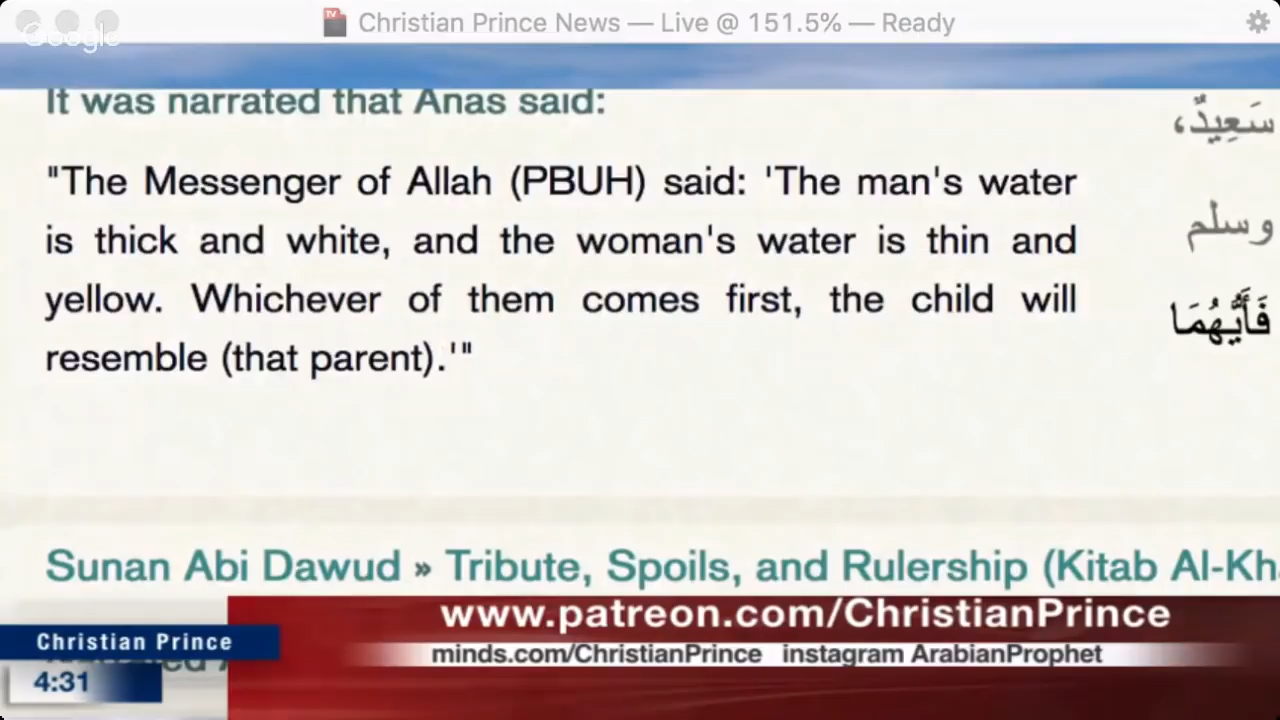 Christian Prince News — Live @ 151.5% — Ready
Google
It was narrated that Anas said:
"The Messenger of Allah (PBUH) said: 'The man's water
is thick and white, and the woman's water is thin and
yellow. Whichever of them comes first, the child will
resemble (that parent).'"
سَعِيدٌ،
وسلم
فَأَيُّهُمَا
Sunan Abi Dawud » Tribute, Spoils, and Rulership (Kitab Al-Kha
www.patreon.com/ChristianPrince
Christian Prince
minds.com/ChristianPrince instagram ArabianProphet
4:31